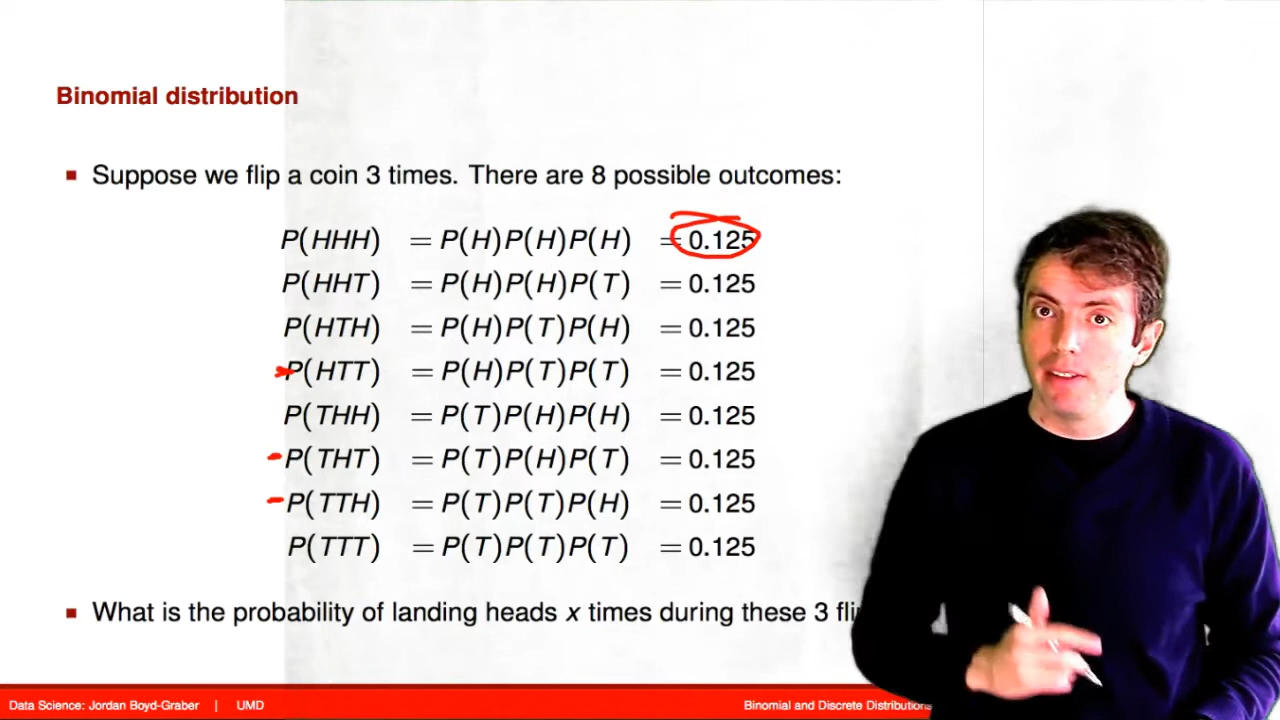 Binomial distribution
Suppose we flip a coin 3 times. There are 8 possible outcomes:
P(HHH) = P(H)P(H)P(H) = 0.125
P(HHT) = P(H)P(H)P(T) = 0.125
P(HTH) = P(H)P(T)P(H) = 0.125
P(HTT) = P(H)P(T)P(T) = 0.125
P(THH) = P(T)P(H)P(H) = 0.125
P(THT) = P(T)P(H)P(T) = 0.125
P(TTH) = P(T)P(T)P(H) = 0.125
P(TTT) = P(T)P(T)P(T) = 0.125
What is the probability of landing heads x times during these 3
Data Science: Jordan Boyd-Graber | UMD Binomial and Discrete Distributions